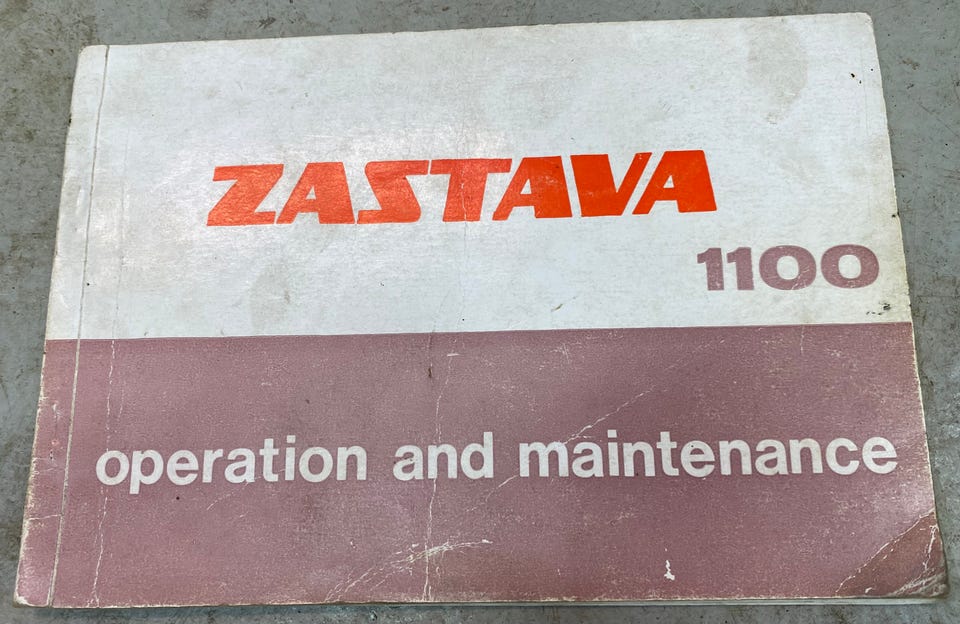 ZASTAVA
1100
operation and maintenance